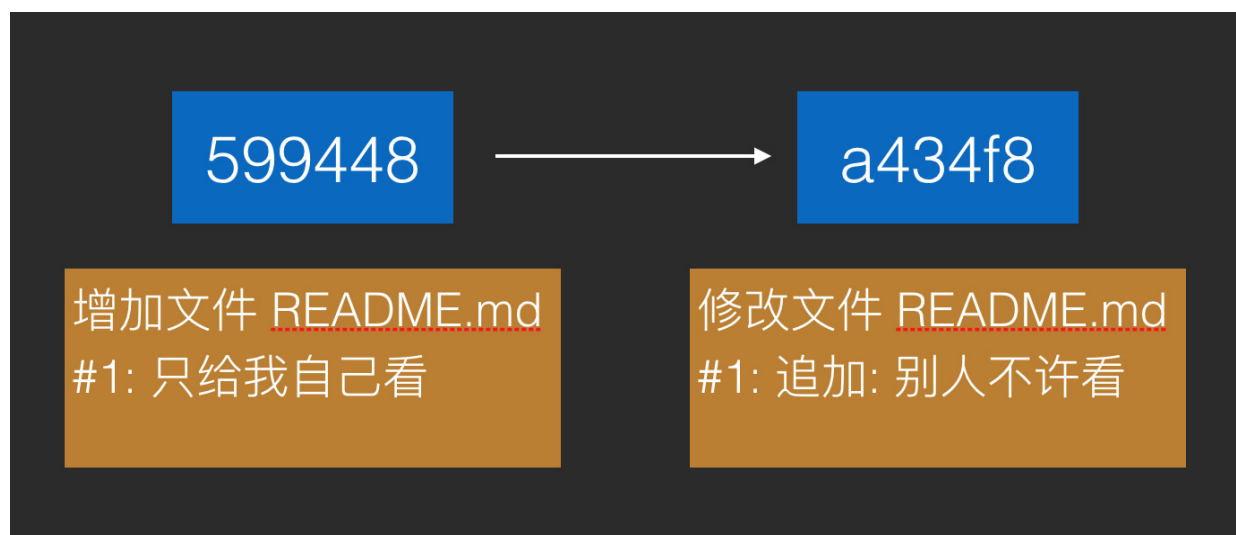 599448
a434f8
增加文件 README.md
#1: 只给我自己看
修改文件 README.md
#1: 追加: 别人不许看